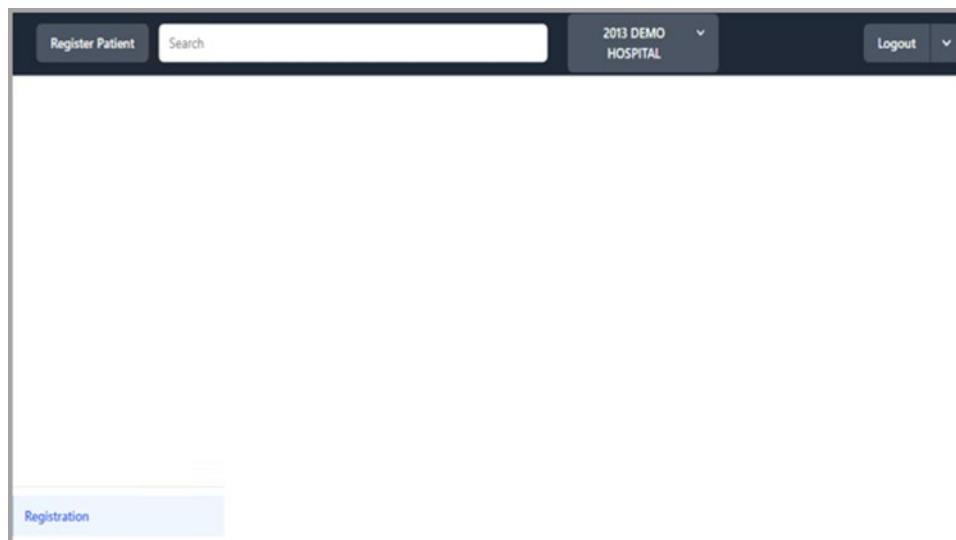 Register Patient
Search
2013 DEMO
HOSPITAL
Logout
Registration